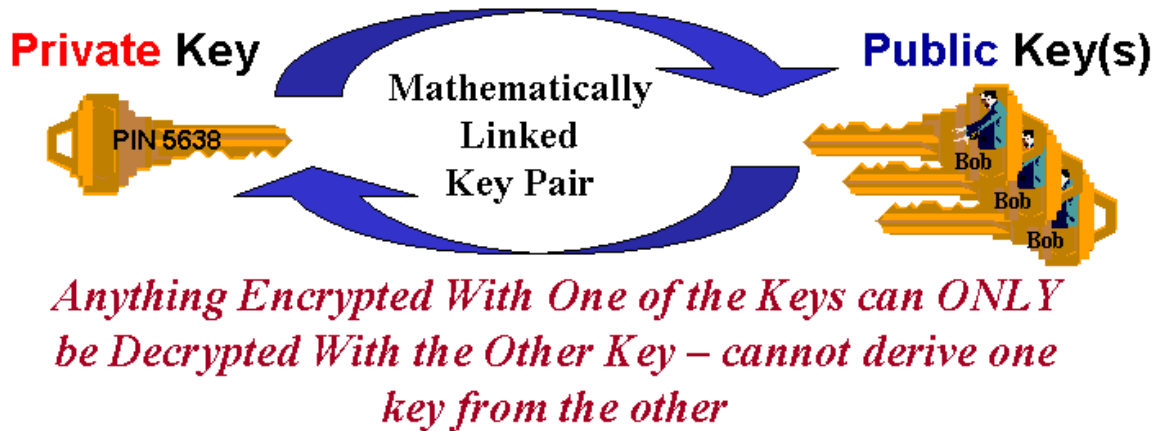 Private Key
Public Key(s)
PIN 5638
Mathematically
Linked
Key Pair
Bob
Bob
Bob
Anything Encrypted With One of the Keys can ONLY
be Decrypted With the Other Key – cannot derive one
key from the other